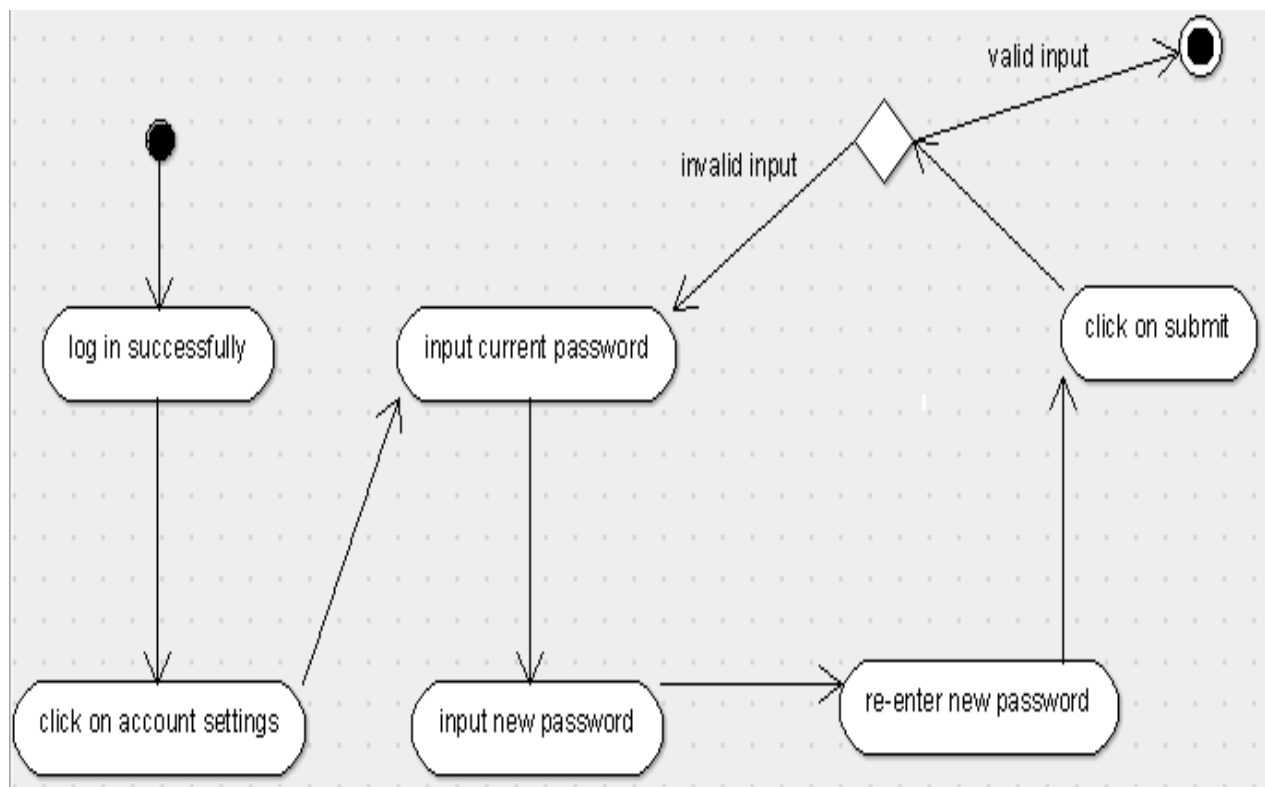 valid input
invalid input
log in successfully
input current password
click on submit
click on account settings
input new password
re-enter new password